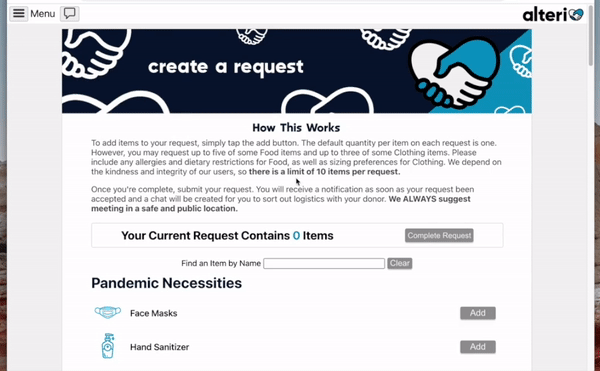 Menu
alterio
create a request
How This Works
To add items to your request, simply tap the add button. The default quantity per item on each request is one.
However, you may request up to five of some Food items and up to three of some Clothing items. Please
include any allergies and dietary restrictions for Food, as well as sizing preferences for Clothing. We depend on
the kindness and integrity of our users, so there is a limit of 10 items per request.
Once you're complete, submit your request. You will receive a notification as soon as your request been
accepted and a chat will be created for you to sort out logistics with your donor. We ALWAYS suggest
meeting in a safe and public location.
Your Current Request Contains 0 Items
Complete Request
Find an Item by Name
Clear
Pandemic Necessities
Face Masks
Add
Hand Sanitizer
Add